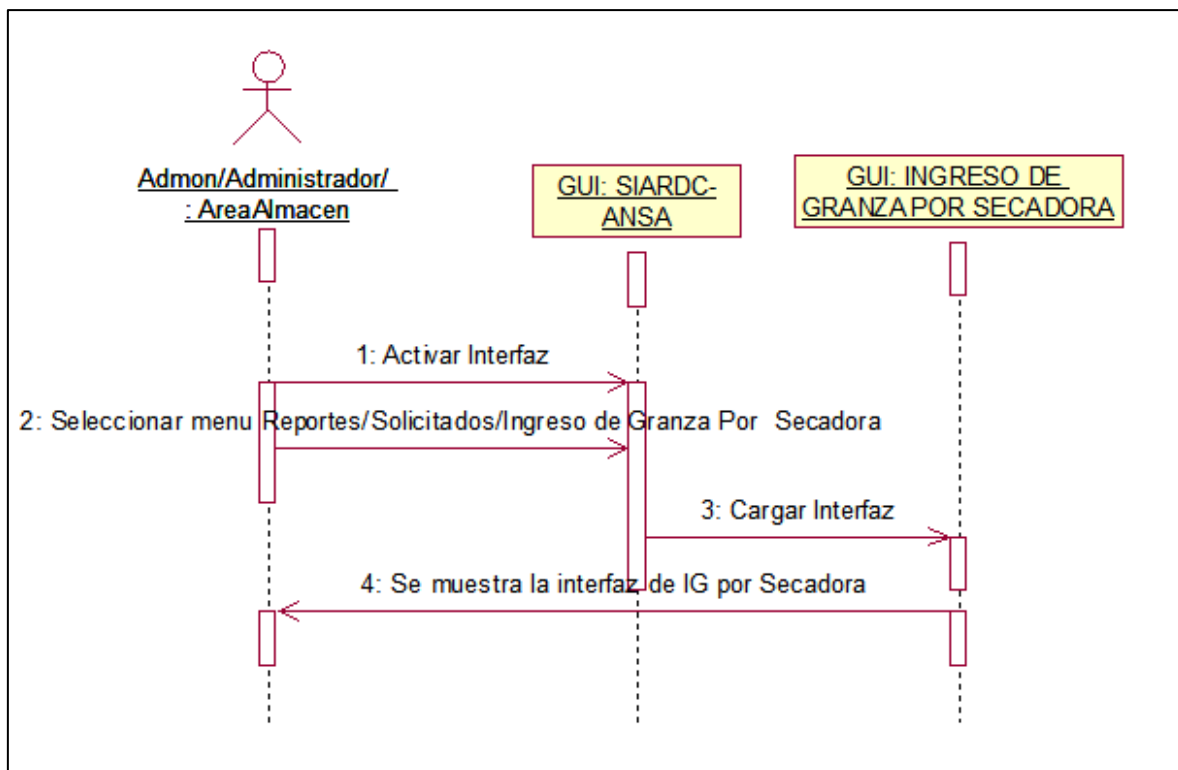 Admon/Administrador/
: AreaAlmacen
GUI: SIARDC-
ANSA
GUI: INGRESO DE
GRANZA POR SECADORA
1: Activar Interfaz
2: Seleccionar menu Reportes/Solicitados/Ingreso de Granza Por Secadora
3: Cargar Interfaz
4: Se muestra la interfaz de IG por Secadora